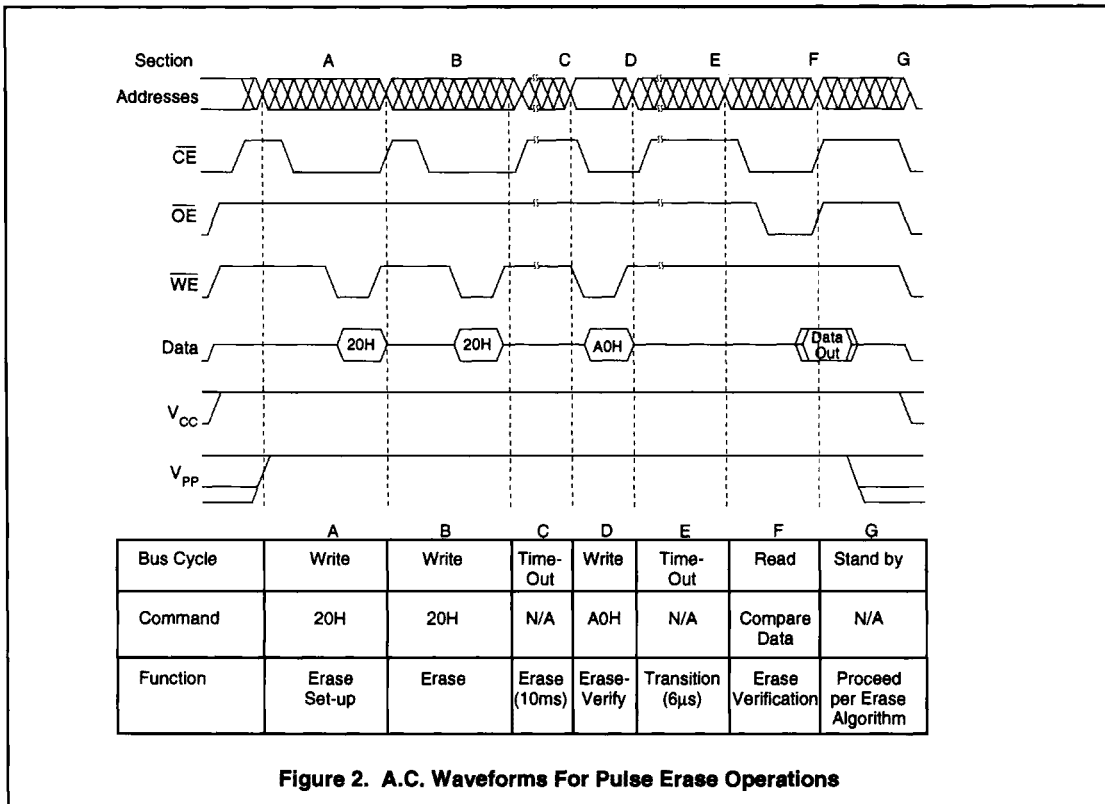 Section A B C D E F G
Addresses
CE
OE
WE
Data 20H 20H A0H Data Out
VCC
VPP
A B C D E F G
Bus Cycle Write Write Time-Out Write Time-Out Read Stand by
Command 20H 20H N/A A0H N/A Compare Data N/A
Function Erase Set-up Erase Erase (10ms) Erase-Verify Transition (6µs) Erase Verification Proceed per Erase Algorithm
Figure 2. A.C. Waveforms For Pulse Erase Operations